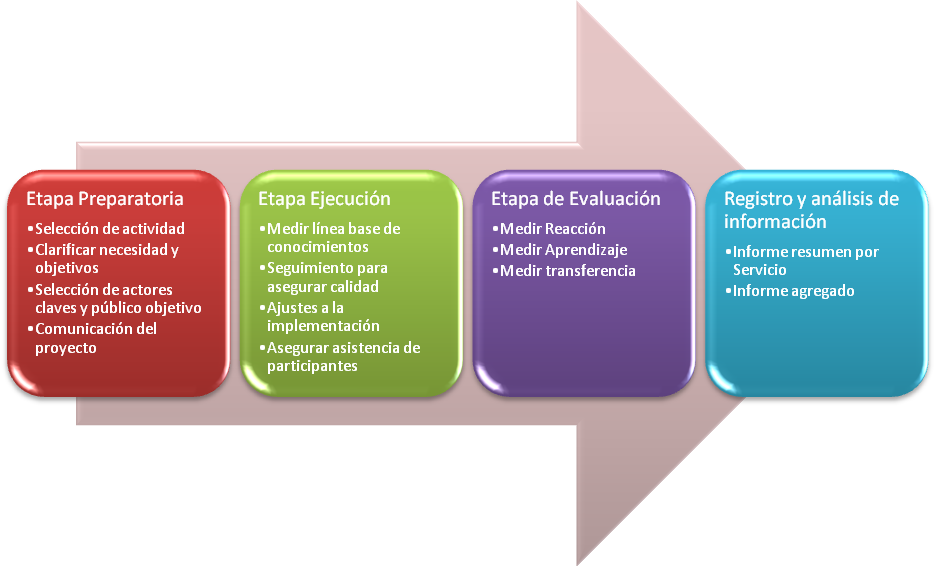 Etapa Preparatoria
•Selección de actividad
•Clarificar necesidad y
objetivos
•Selección de actores
claves y público objetivo
•Comunicación del
proyecto
Etapa Ejecución
•Medir línea base de
conocimientos
•Seguimiento para
asegurar calidad
•Ajustes a la
implementación
•Asegurar asistencia de
participantes
Etapa de Evaluación
•Medir Reacción
•Medir Aprendizaje
•Medir transferencia
Registro y análisis de
información
•Informe resumen por
Servicio
•Informe agregado